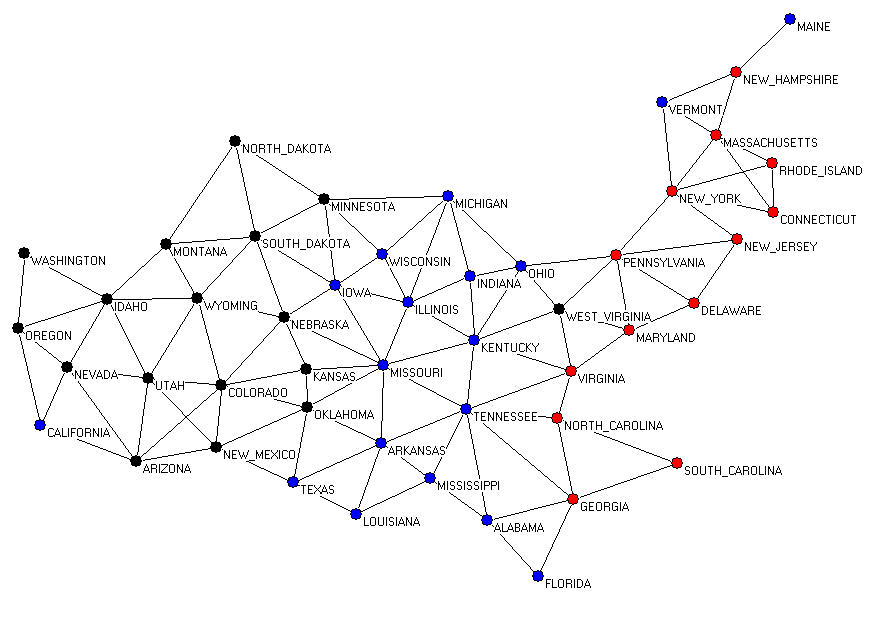 MAINE
NEW_HAMPSHIRE
VERMONT
MASSACHUSETTS
NORTH_DAKOTA
RHODE_ISLAND
NEW_YORK
MINNESOTA
MICHIGAN
CONNECTICUT
SOUTH_DAKOTA
NEW_JERSEY
MONTANA
WASHINGTON
WISCONSIN
PENNSYLVANIA
OHIO
INDIANA
IOWA
IDAHO
WYOMING
ILLINOIS
DELAWARE
WEST_VIRGINIA
NEBRASKA
OREGON
MARYLAND
KENTUCKY
NEVADA
KANSAS
MISSOURI
VIRGINIA
UTAH
COLORADO
OKLAHOMA
TENNESSEE
NORTH_CAROLINA
CALIFORNIA
ARKANSAS
NEW_MEXICO
ARIZONA
SOUTH_CAROLINA
MISSISSIPPI
TEXAS
GEORGIA
LOUISIANA
ALABAMA
FLORIDA